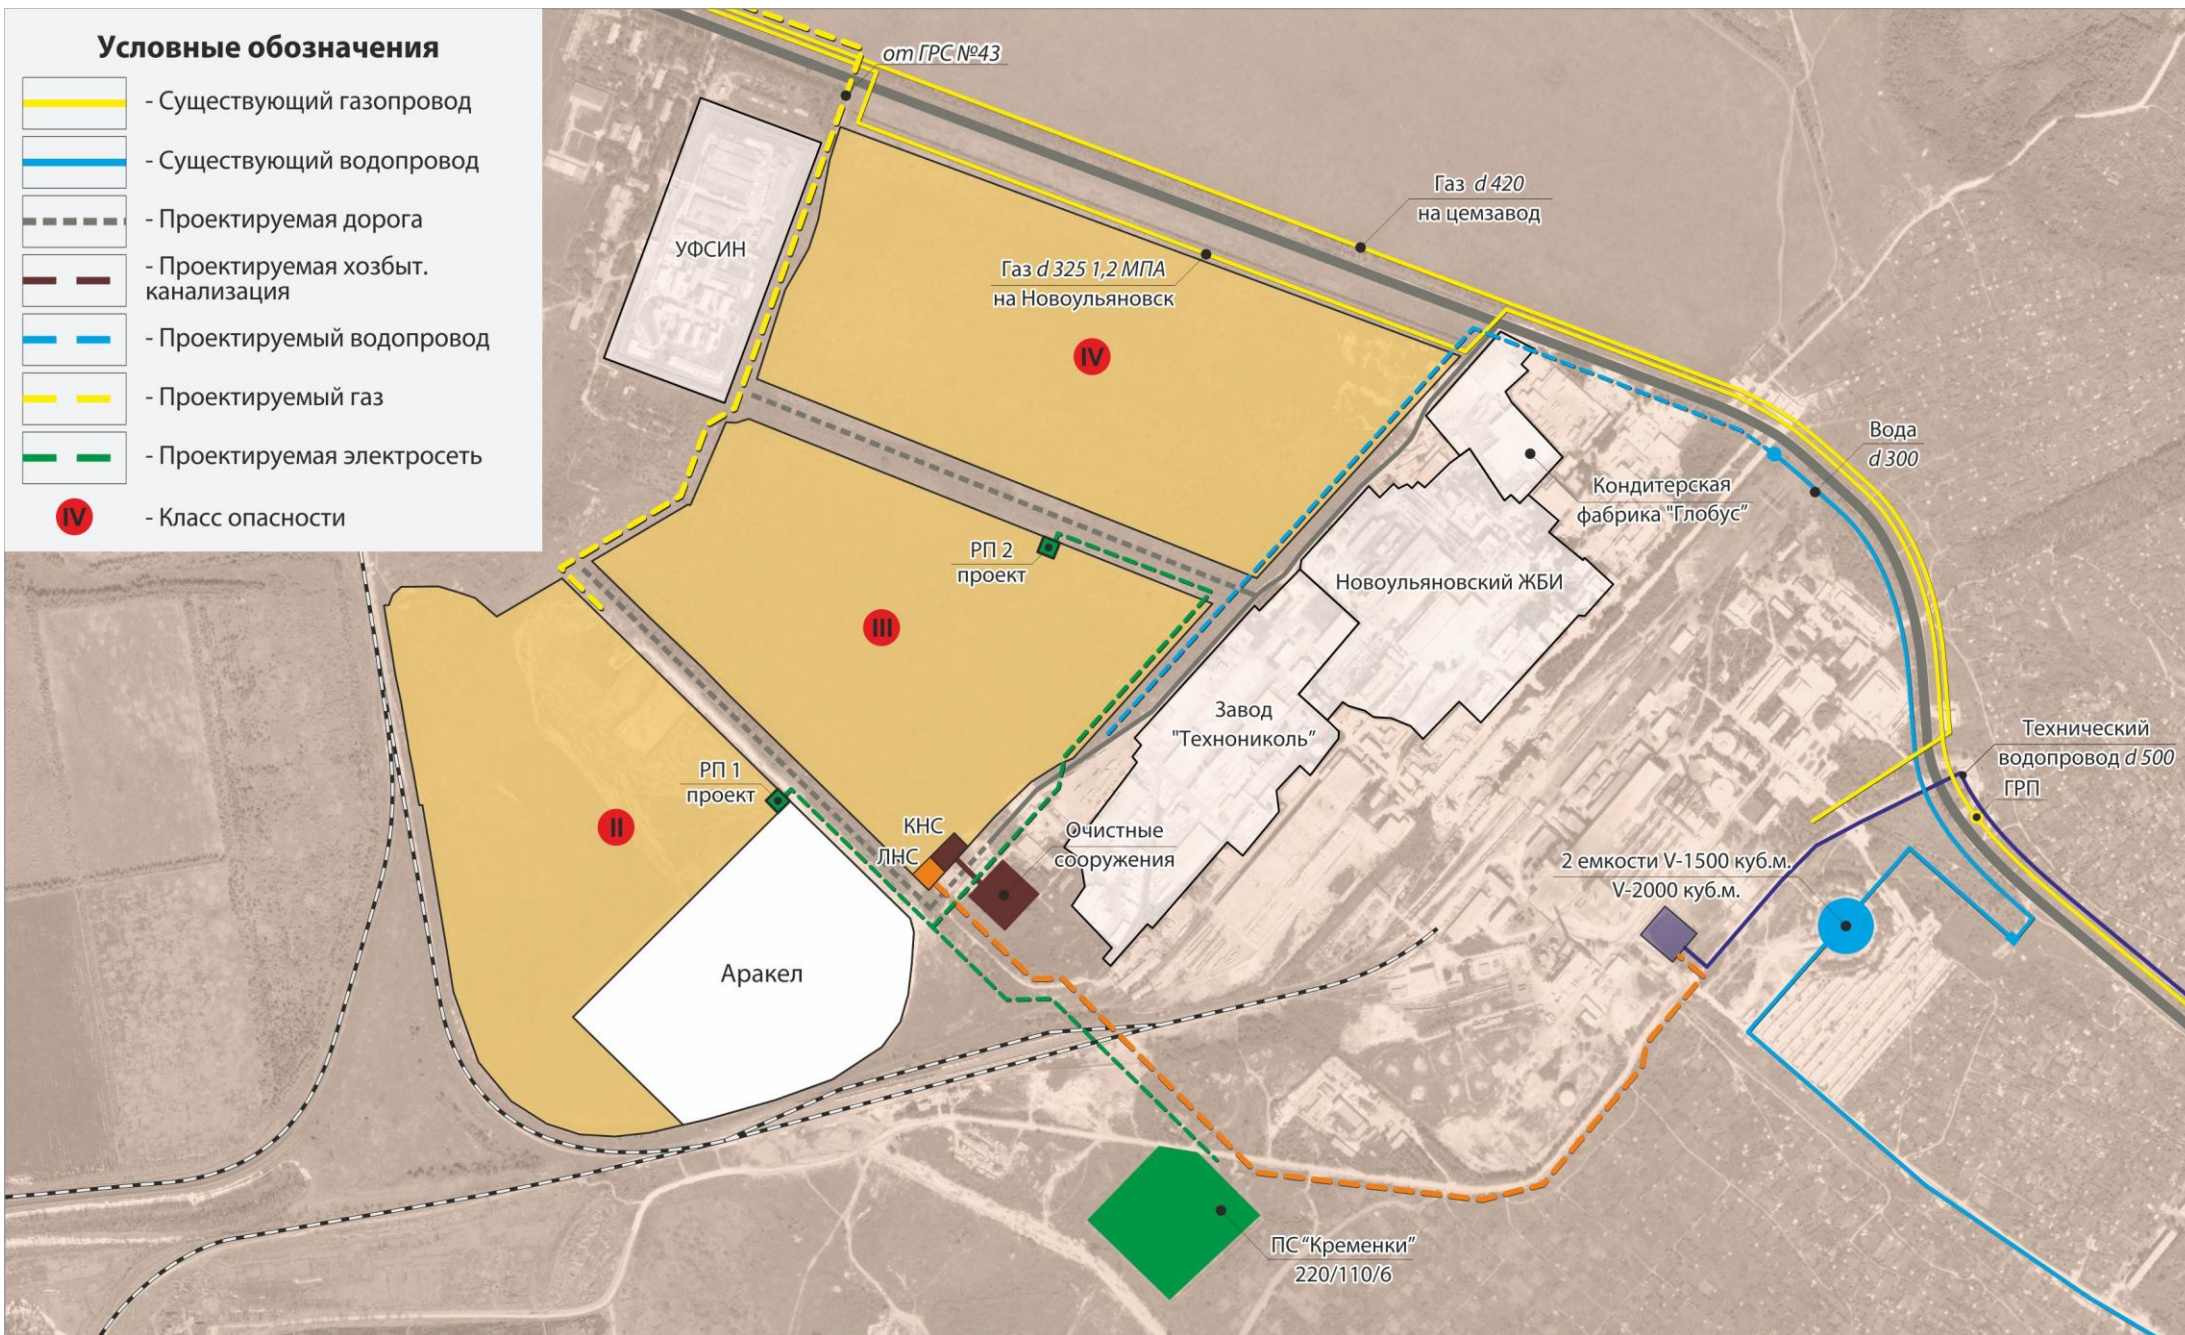 Условные обозначения
- Существующий газопровод
- Существующий водопровод
- Проектируемая дорога
- Проектируемая хозбыт.
канализация
- Проектируемый водопровод
- Проектируемый газ
- Проектируемая электросеть
IV
- Класс опасности
от ГРС №43
УФСИН
Газ d 420
на цемзавод
Газ d 325 1,2 МПА
на Новоульяновск
IV
Вода
d 300
Кондитерская
фабрика "Глобус"
РП 2
проект
Новоульяновский ЖБИ
III
Завод
"Технониколь"
Технический
водопровод d 500
ГРП
РП 1
проект
II
КНС
ЛНС
Очистные
сооружения
2 емкости V-1500 куб.м.
V-2000 куб.м.
Аракел
ПС "Кременки"
220/110/6